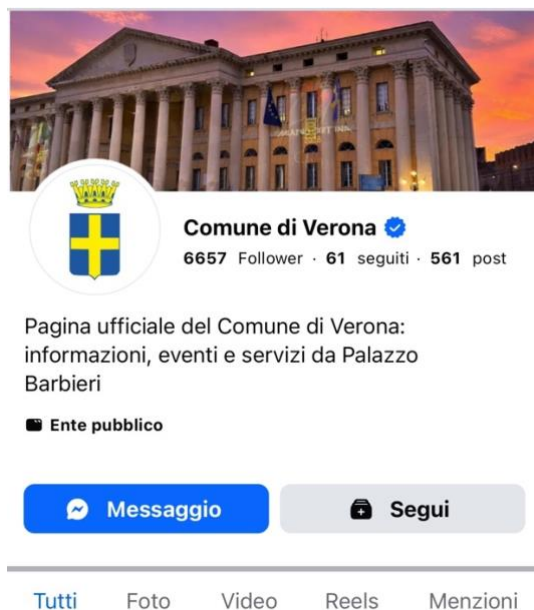 Comune di Verona
6657 Follower · 61 seguiti · 561 post
Pagina ufficiale del Comune di Verona:
informazioni, eventi e servizi da Palazzo
Barbieri
Ente pubblico
Messaggio
Segui
Tutti Foto Video Reels Menzioni